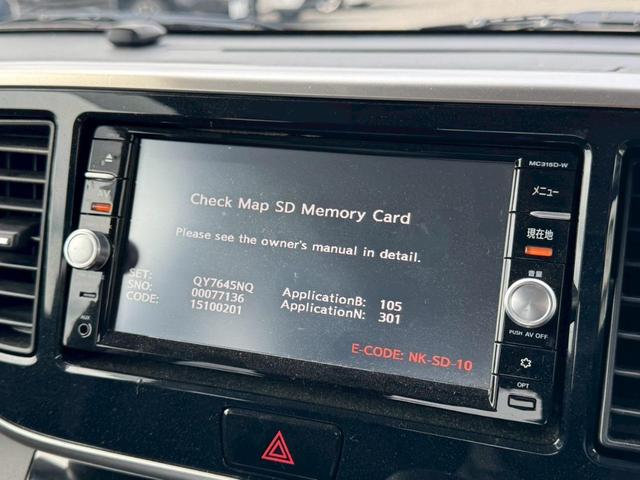 MC315D-W
Check Map SD Memory Card
Please see the owner's manual in detail.
SET: QY7645NQ
SNO: 00077136
CODE: 15100201
ApplicationB: 105
ApplicationN: 301
E-CODE: NK-SD-10
AV
AUX
メニュー
現在地
音量
PUSH AV OFF
OPT